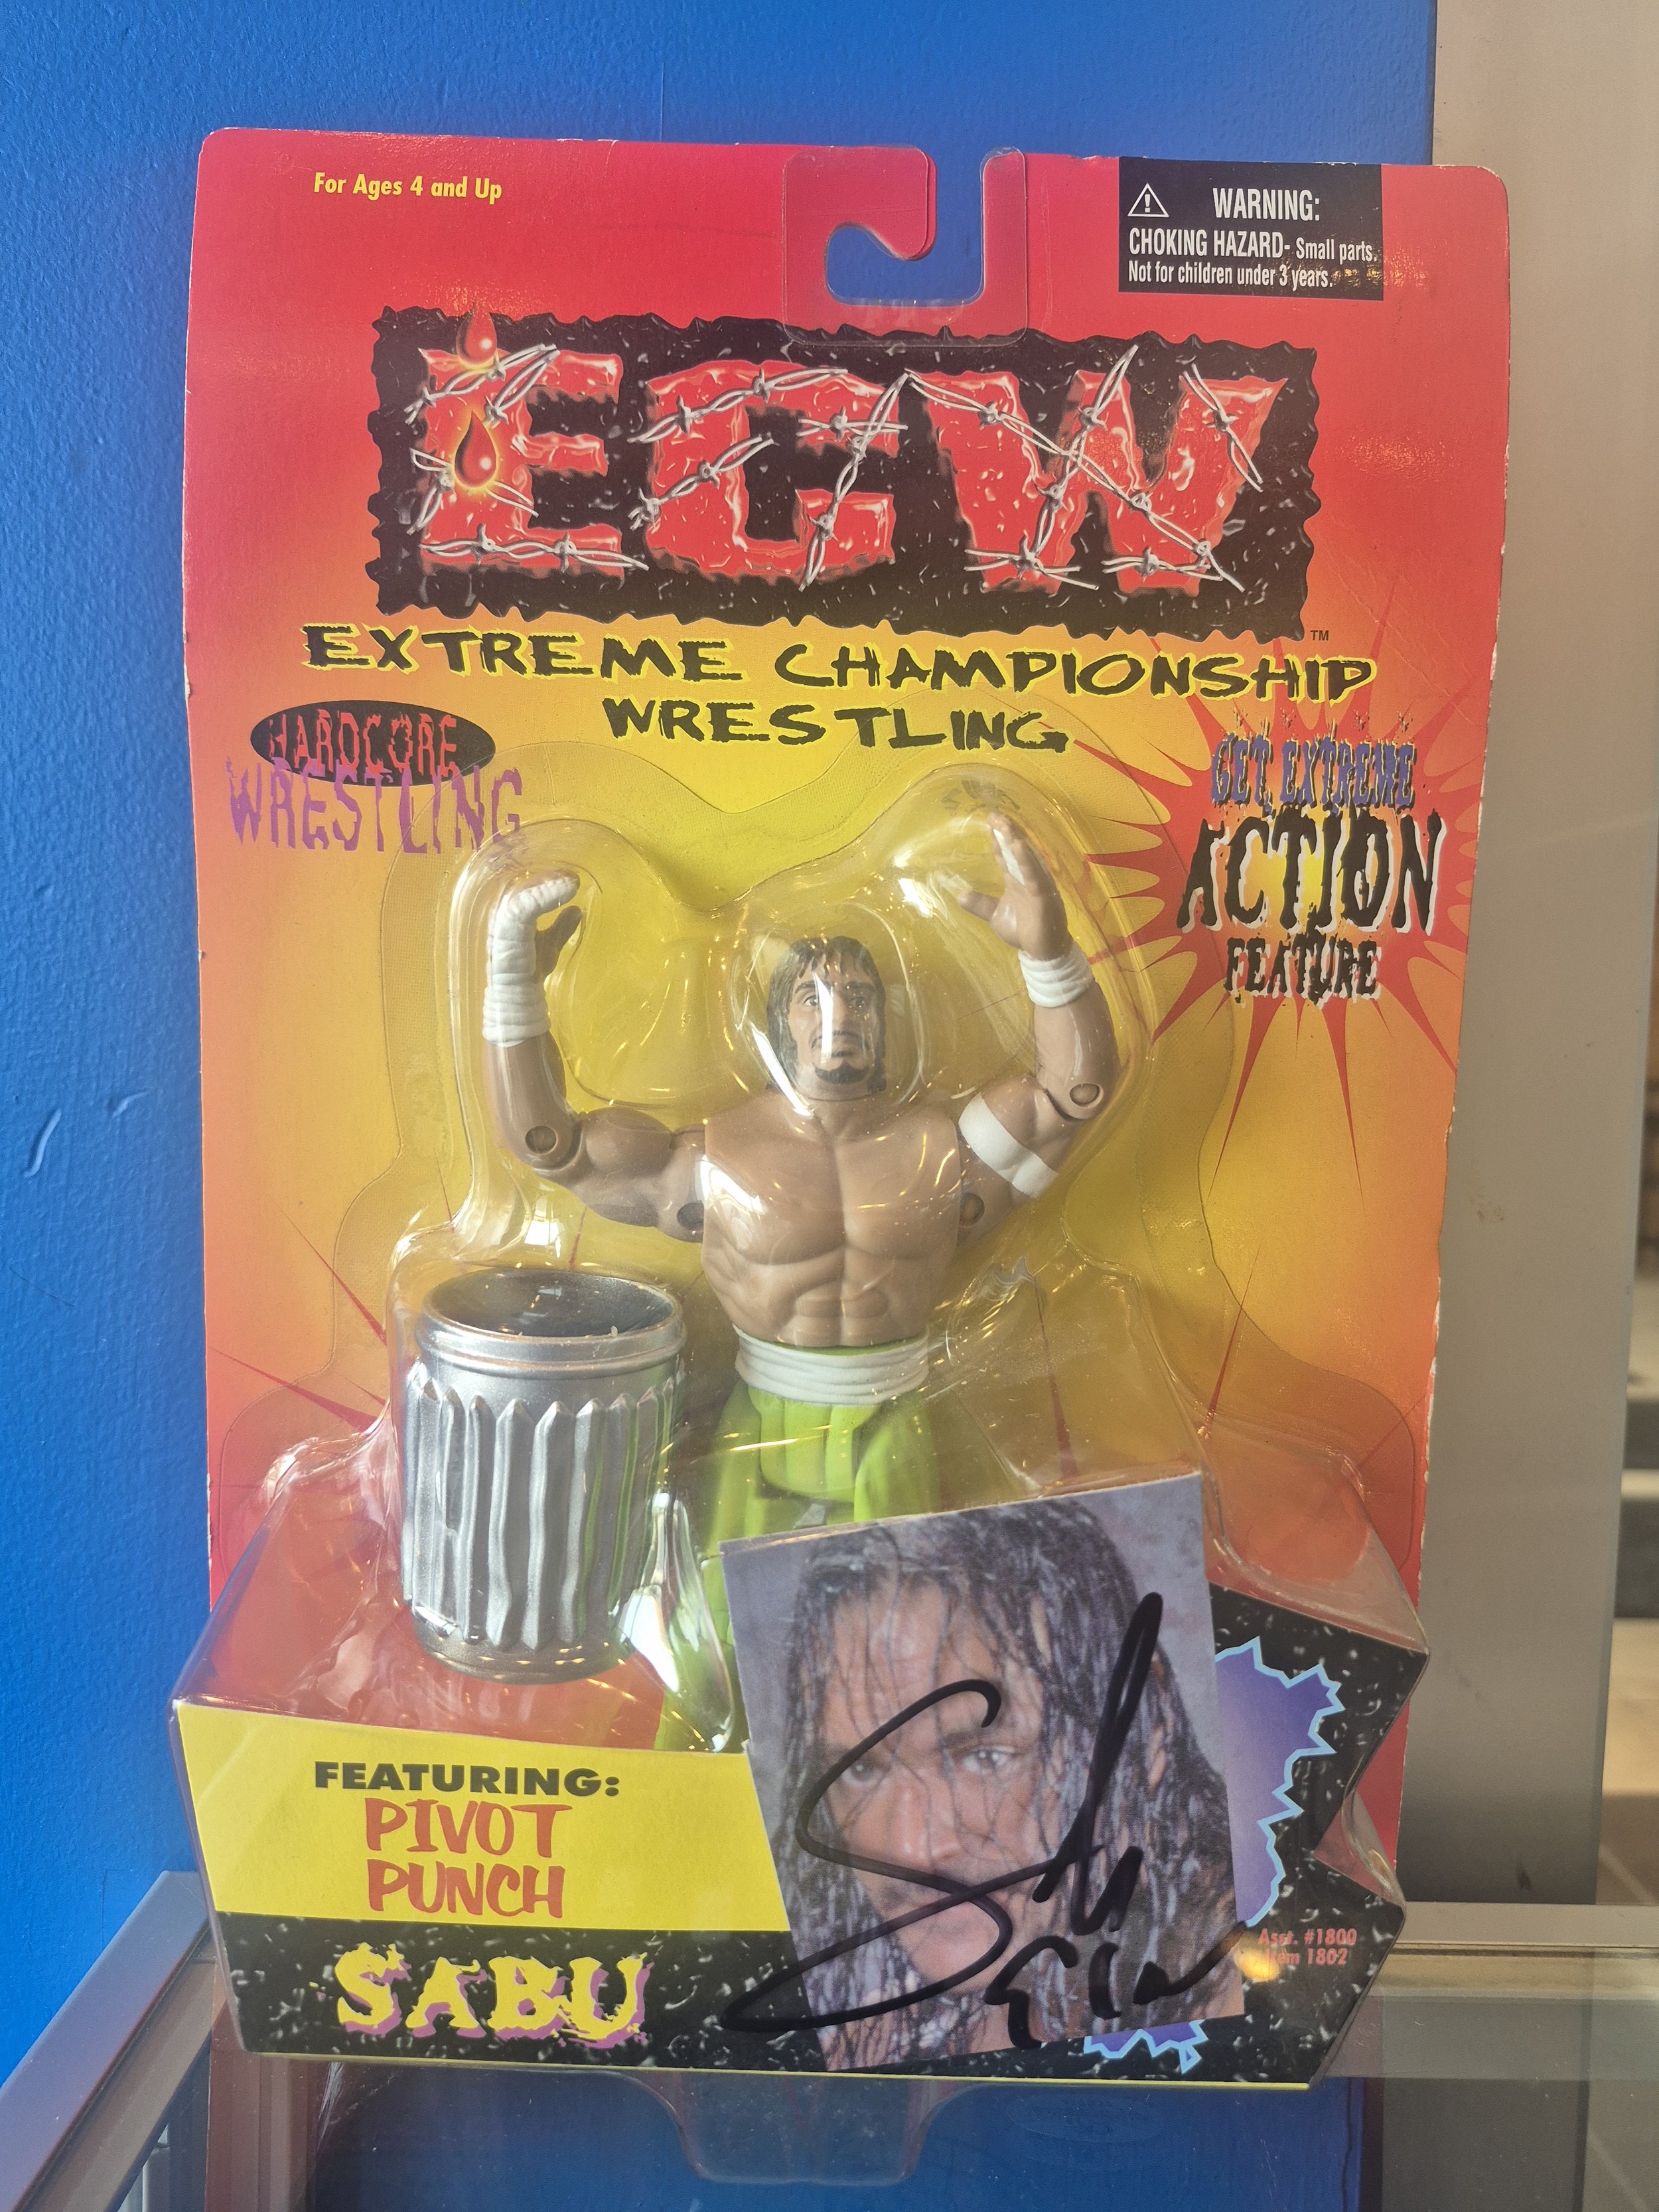 For Ages 4 and Up
WARNING:
CHOKING HAZARD- Small parts.
Not for children under 3 years.
ECW
TM
EXTREME CHAMPIONSHIP
WRESTLING
HARDCORE
WRESTLING
GET EXTREME
ACTION
FEATURE
FEATURING:
PIVOT
PUNCH
SABU
Asst. #1800
Item 1802